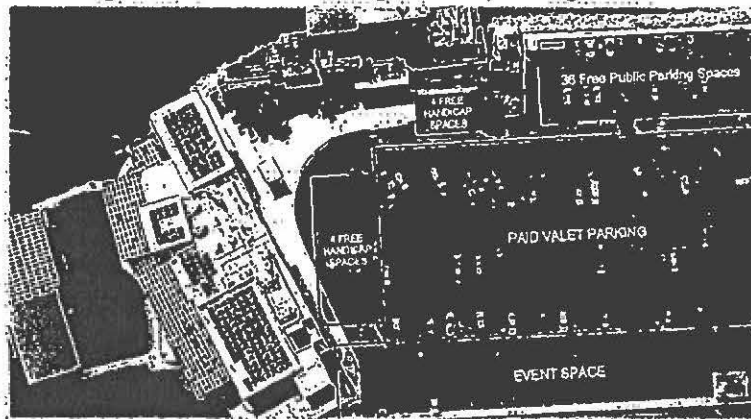 36 Free Public Parking Spaces
4 FREE
HANDICAP
SPACES
4 FREE
HANDICAP
SPACES
PAID VALET PARKING
EVENT SPACE